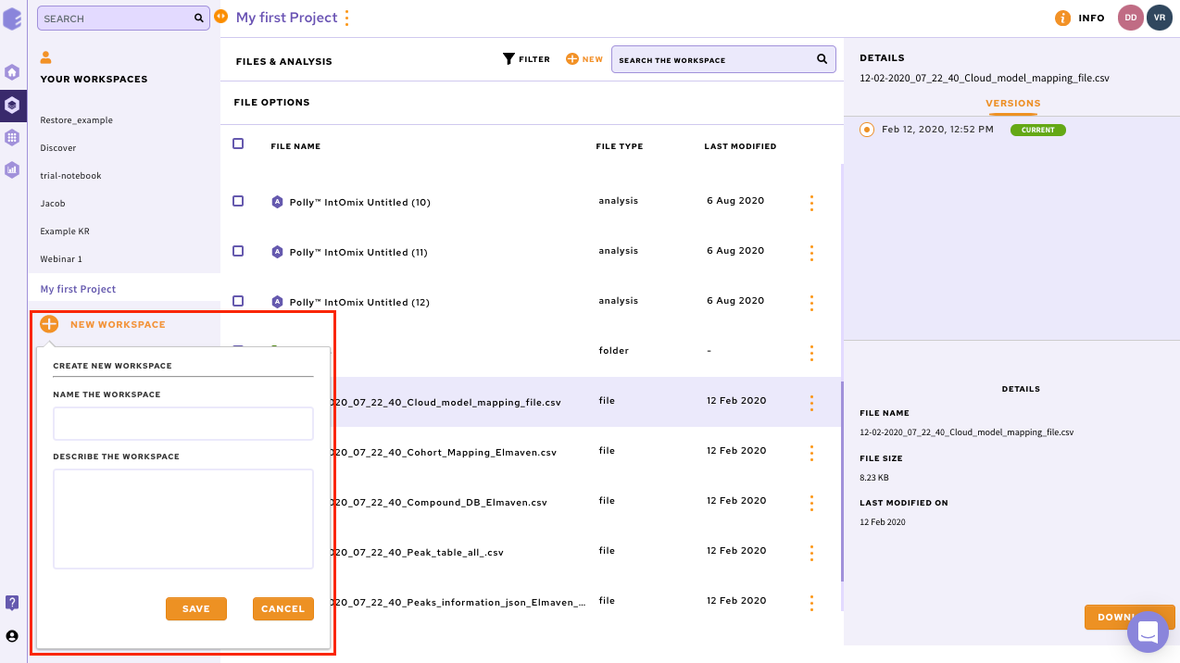 SEARCH
My first Project
INFO
DD
VR
YOUR WORKSPACES
Restore_example
Discover
trial-notebook
Jacob
Example KR
Webinar 1
My first Project
NEW WORKSPACE
CREATE NEW WORKSPACE
NAME THE WORKSPACE
DESCRIBE THE WORKSPACE
SAVE CANCEL
FILES & ANALYSIS
FILTER
NEW
SEARCH THE WORKSPACE
FILE OPTIONS
FILE NAME FILE TYPE LAST MODIFIED
A Polly™ IntOmix Untitled (10) analysis 6 Aug 2020
A Polly™ IntOmix Untitled (11) analysis 6 Aug 2020
A Polly™ IntOmix Untitled (12) analysis 6 Aug 2020
folder -
020_07_22_40_Cloud_model_mapping_file.csv file 12 Feb 2020
020_07_22_40_Cohort_Mapping_Elmaven.csv file 12 Feb 2020
020_07_22_40_Compound_DB_Elmaven.csv file 12 Feb 2020
020_07_22_40_Peak_table_all_.csv file 12 Feb 2020
020_07_22_40_Peaks_information_json_Elmaven_... file 12 Feb 2020
DETAILS
12-02-2020_07_22_40_Cloud_model_mapping_file.csv
VERSIONS
Feb 12, 2020, 12:52 PM CURRENT
DETAILS
FILE NAME
12-02-2020_07_22_40_Cloud_model_mapping_file.csv
FILE SIZE
8.23 KB
LAST MODIFIED ON
12 Feb 2020
?